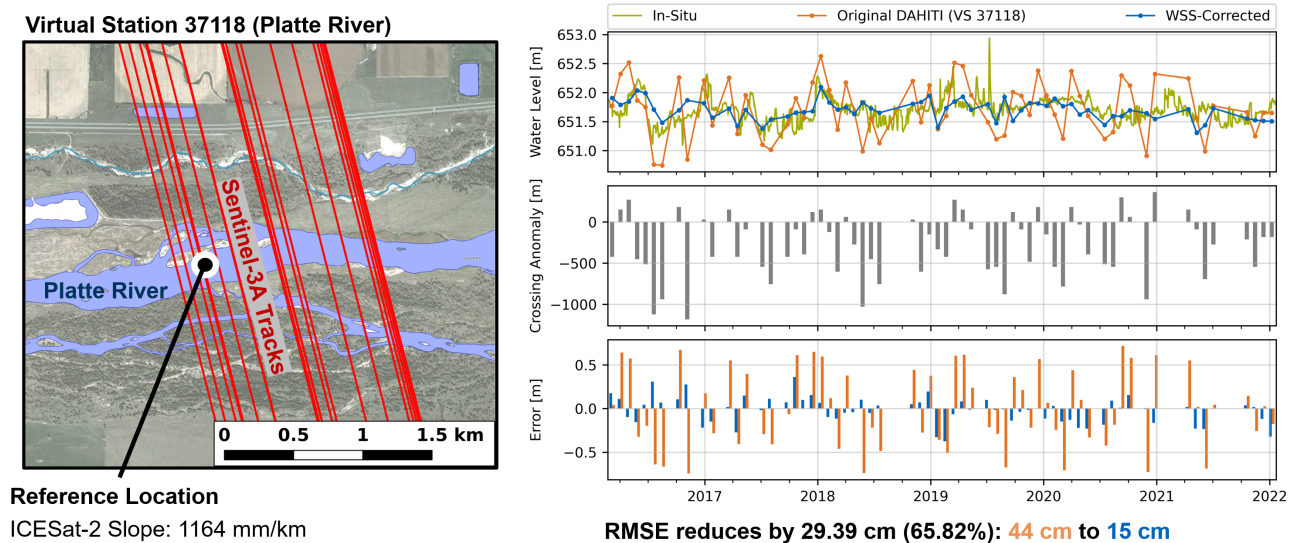 Virtual Station 37118 (Platte River)
Sentinel-3A Tracks
Platte River
0 0.5 1 1.5 km
Reference Location
ICESat-2 Slope: 1164 mm/km
In-Situ Original DAHITI (VS 37118) WSS-Corrected
Water Level [m]
653.0
652.5
652.0
651.5
651.0
Crossing Anomaly [m]
0
−500
−1000
Error [m]
0.5
0.0
−0.5
2017 2018 2019 2020 2021 2022
RMSE reduces by 29.39 cm (65.82%): 44 cm to 15 cm